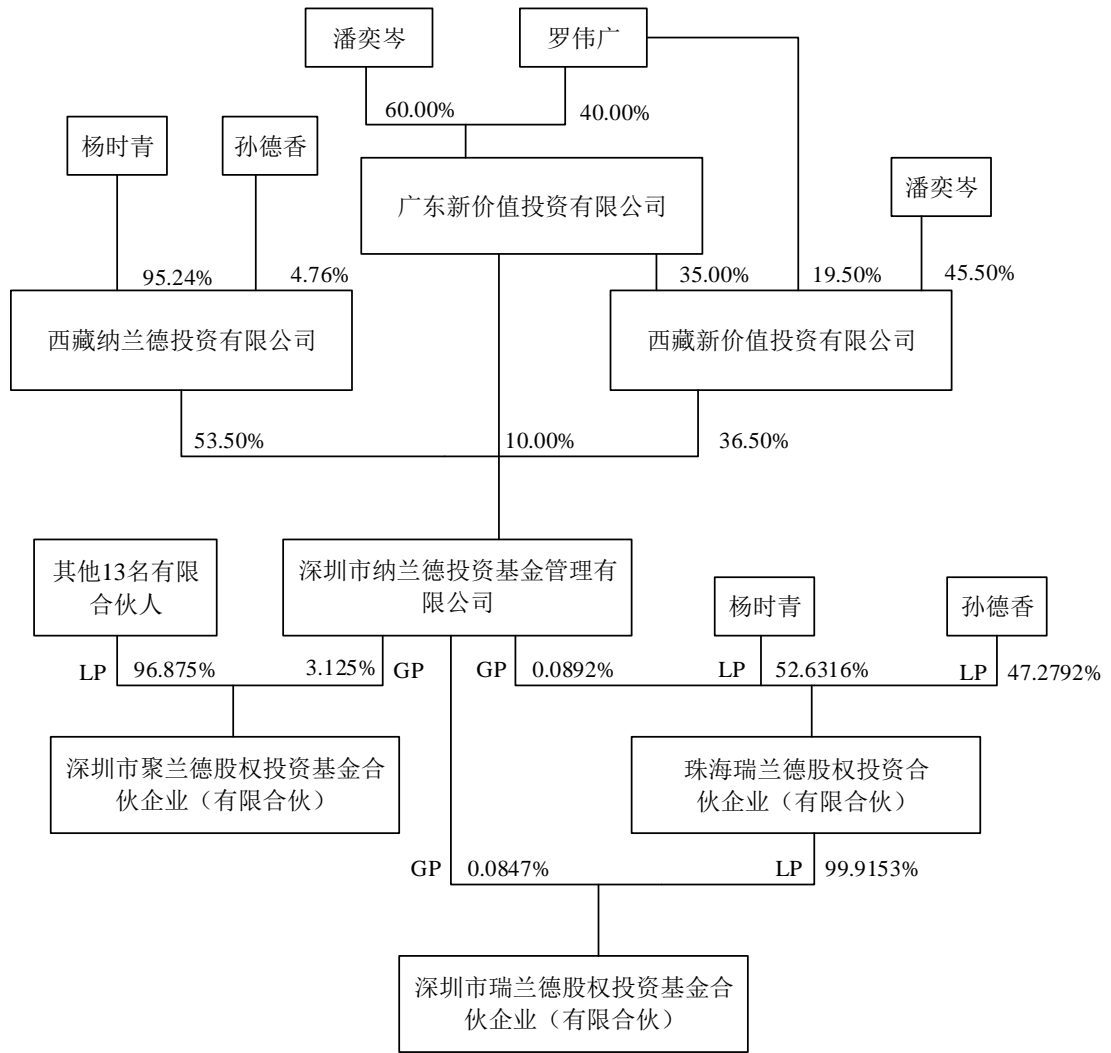 潘奕岑
罗伟广
60.00%
40.00%
杨时青
孙德香
广东新价值投资有限公司
潘奕岑
95.24%
4.76%
35.00%
19.50%
45.50%
西藏纳兰德投资有限公司
西藏新价值投资有限公司
53.50%
10.00%
36.50%
其他13名有限
合伙人
深圳市纳兰德投资基金管理有
限公司
杨时青
孙德香
LP
96.875%
3.125%
GP
GP
0.0892%
LP
52.6316%
LP
47.2792%
深圳市聚兰德股权投资基金合
伙企业（有限合伙）
珠海瑞兰德股权投资合
伙企业（有限合伙）
GP
0.0847%
LP
99.9153%
深圳市瑞兰德股权投资基金合
伙企业（有限合伙）